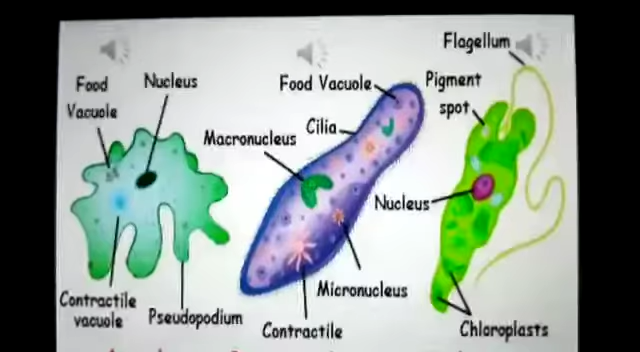 Flagellum
Food
Vacuole
Nucleus
Food Vacuole
Pigment
spot
Cilia
Macronucleus
Nucleus
Contractile
vacuole
Pseudopodium
Micronucleus
Contractile
Chloroplasts